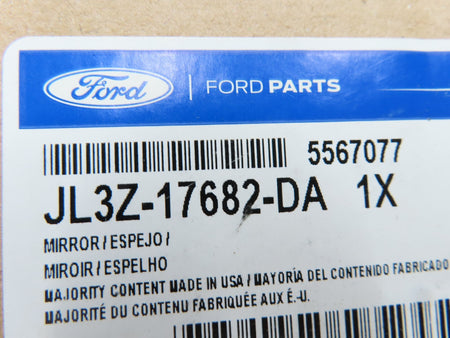 Ford | FORD PARTS
5567077
JL3Z-17682-DA 1X
MIRROR / ESPEJO /
MIROIR / ESPELHO
MAJORITY CONTENT MADE IN USA / MAYORÍA DEL CONTENIDO FABRICADO
MAJORITÉ DU CONTENU FABRIQUÉE AUX É.-U.